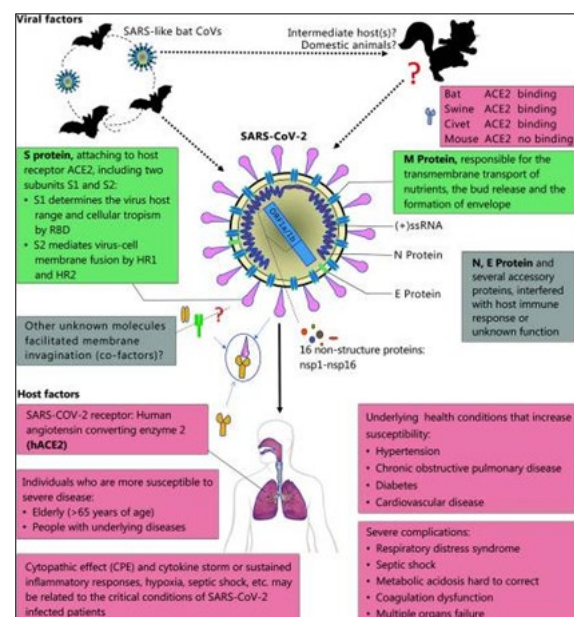 Viral factors
SARS-like bat CoVs
Intermediate host(s)?
Domestic animals?
?
Bat ACE2 binding
Swine ACE2 binding
Civet ACE2 binding
Mouse ACE2 no binding
SARS-CoV-2
S protein, attaching to host
receptor ACE2, including two
subunits S1 and S2:
• S1 determines the virus host
range and cellular tropism
by RBD
• S2 mediates virus-cell
membrane fusion by HR1
and HR2
M Protein, responsible for the
transmembrane transport of
nutrients, the bud release and the
formation of envelope
ORF1a/1b
(+)ssRNA
N Protein
E Protein
N, E Protein and
several accessory
proteins, interfered
with host immune
response or
unknown function
Other unknown molecules
facilitated membrane
invagination (co-factors)?
?
16 non-structure proteins:
nsp1-nsp16
Host factors
SARS-COV-2 receptor: Human
angiotensin converting enzyme 2
(hACE2)
Individuals who are more susceptible to
severe disease:
• Elderly (>65 years of age)
• People with underlying diseases
Cytopathic effect (CPE) and cytokine storm or sustained
inflammatory responses, hypoxia, septic shock, etc. may
be related to the critical conditions of SARS-CoV-2
infected patients
Underlying health conditions that increase
susceptibility:
• Hypertension
• Chronic obstructive pulmonary disease
• Diabetes
• Cardiovascular disease
Severe complications:
• Respiratory distress syndrome
• Septic shock
• Metabolic acidosis hard to correct
• Coagulation dysfunction
• Multiple organs failure